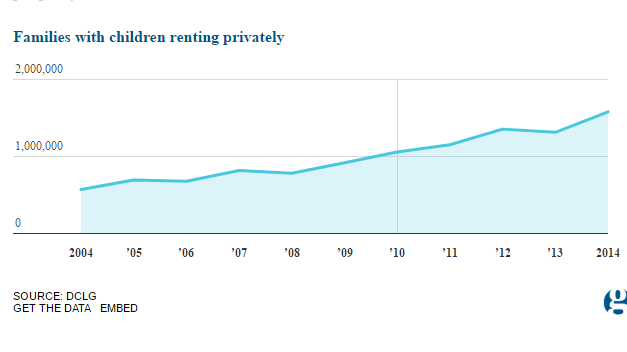 Families with children renting privately
2,000,000
1,000,000
0
2004 ’05 ’06 ’07 ’08 ’09 ’10 ’11 ’12 ’13 2014
SOURCE: DCLG
GET THE DATA EMBED
g